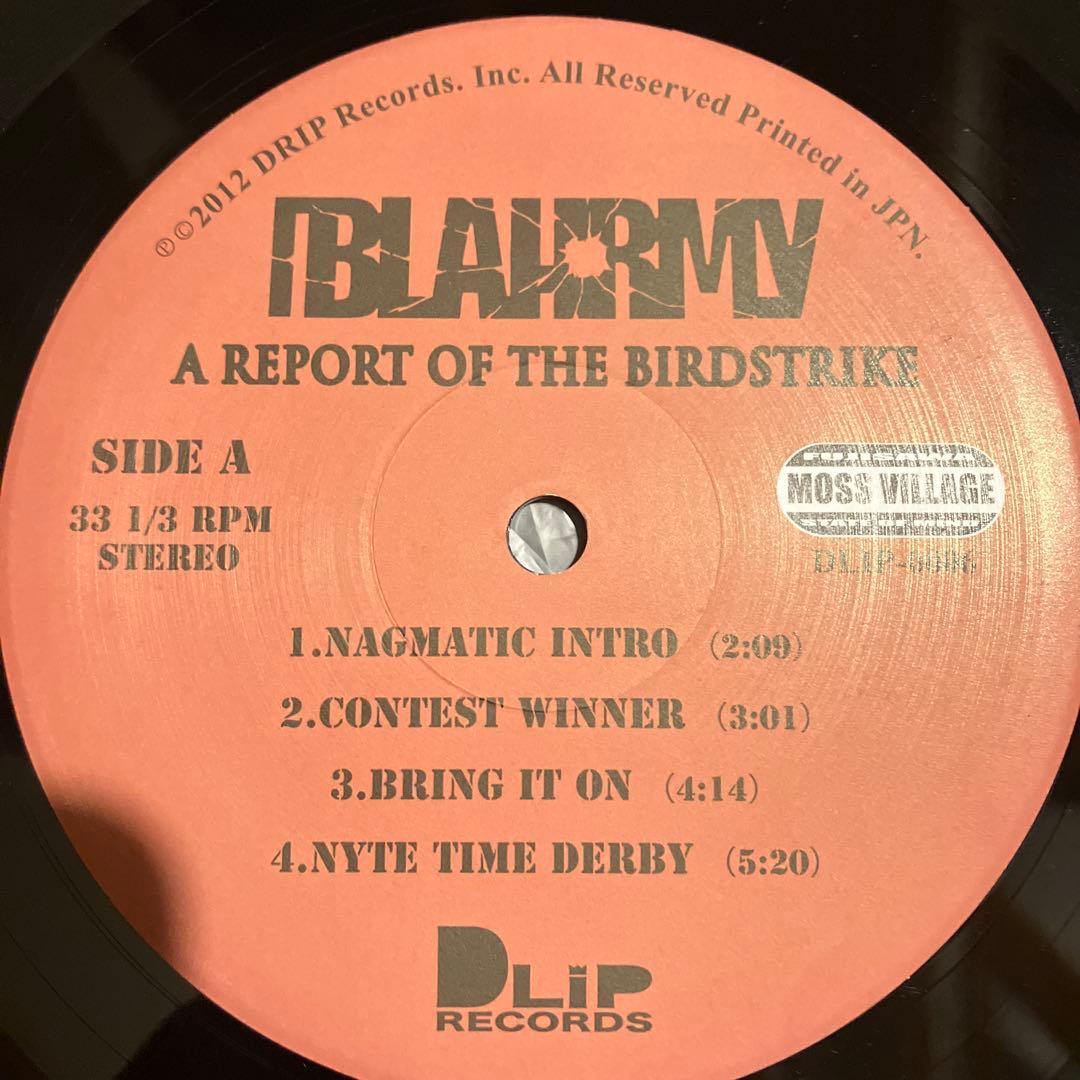 ℗©2012 DRIP Records. Inc. All Reserved Printed in JPN.
BLAHRMY
A REPORT OF THE BIRDSTRIKE
SIDE A
33 1/3 RPM
STEREO
FUJISAWA
MOSS VILLAGE
1.NAGMATIC INTRO (2:09)
2.CONTEST WINNER (3:01)
3.BRING IT ON (4:14)
4.NYTE TIME DERBY (5:20)
DLiP
RECORDS